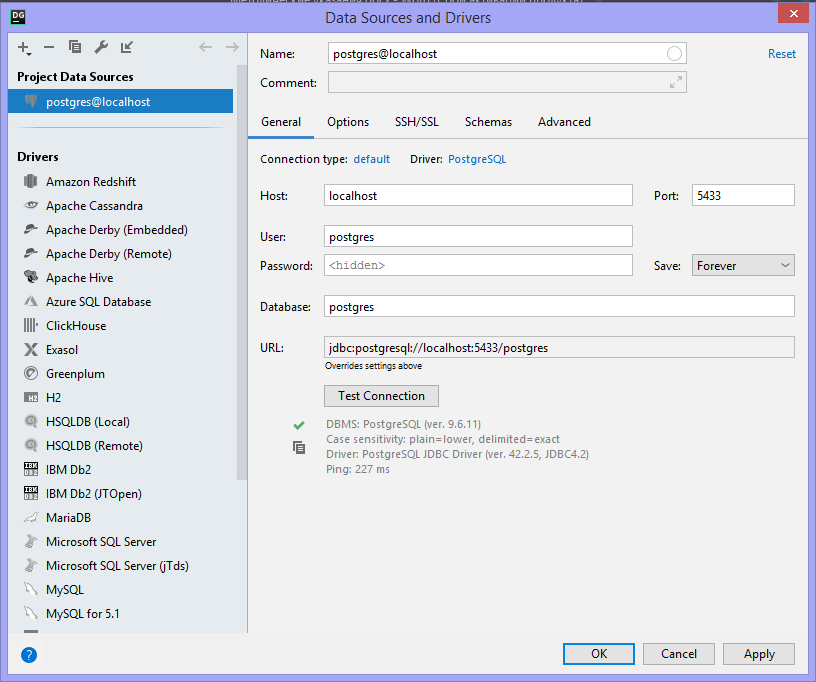 DG
Data Sources and Drivers
Name: postgres@localhost Reset
Comment:
Project Data Sources
postgres@localhost
General Options SSH/SSL Schemas Advanced
Connection type: default Driver: PostgreSQL
Host: localhost Port: 5433
User: postgres
Password: <hidden> Save: Forever
Database: postgres
URL: jdbc:postgresql://localhost:5433/postgres
Overrides settings above
Test Connection
DBMS: PostgreSQL (ver. 9.6.11)
Case sensitivity: plain=lower, delimited=exact
Driver: PostgreSQL JDBC Driver (ver. 42.2.5, JDBC4.2)
Ping: 227 ms
Drivers
Amazon Redshift
Apache Cassandra
Apache Derby (Embedded)
Apache Derby (Remote)
Apache Hive
Azure SQL Database
ClickHouse
Exasol
Greenplum
H2 H2
HSQLDB (Local)
HSQLDB (Remote)
IBM DB2 IBM Db2
IBM DB2 IBM Db2 (JTOpen)
MariaDB
Microsoft SQL Server
Microsoft SQL Server (jTds)
MySQL
MySQL for 5.1
? OK Cancel Apply